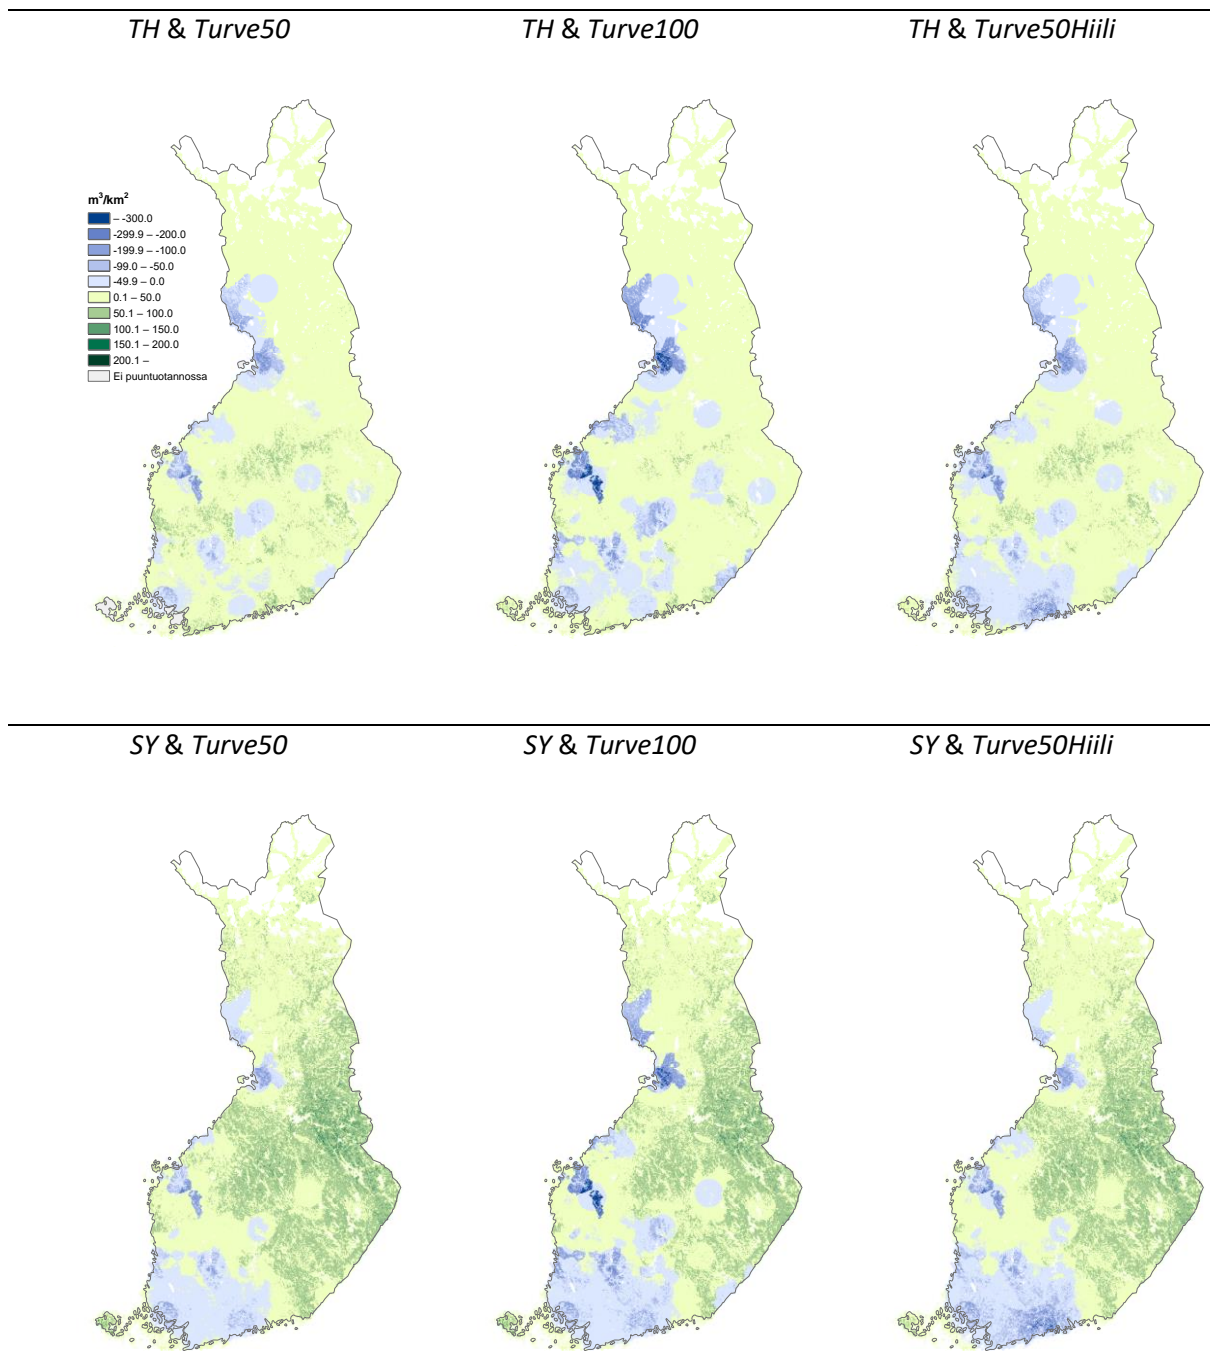 TH & Turve50 TH & Turve100 TH & Turve50Hiili
m³/km²
– -300.0
-299.9 – -200.0
-199.9 – -100.0
-99.0 – -50.0
-49.9 – 0.0
0.1 – 50.0
50.1 – 100.0
100.1 – 150.0
150.1 – 200.0
200.1 –
Ei puuntuotannossa
SY & Turve50 SY & Turve100 SY & Turve50Hiili